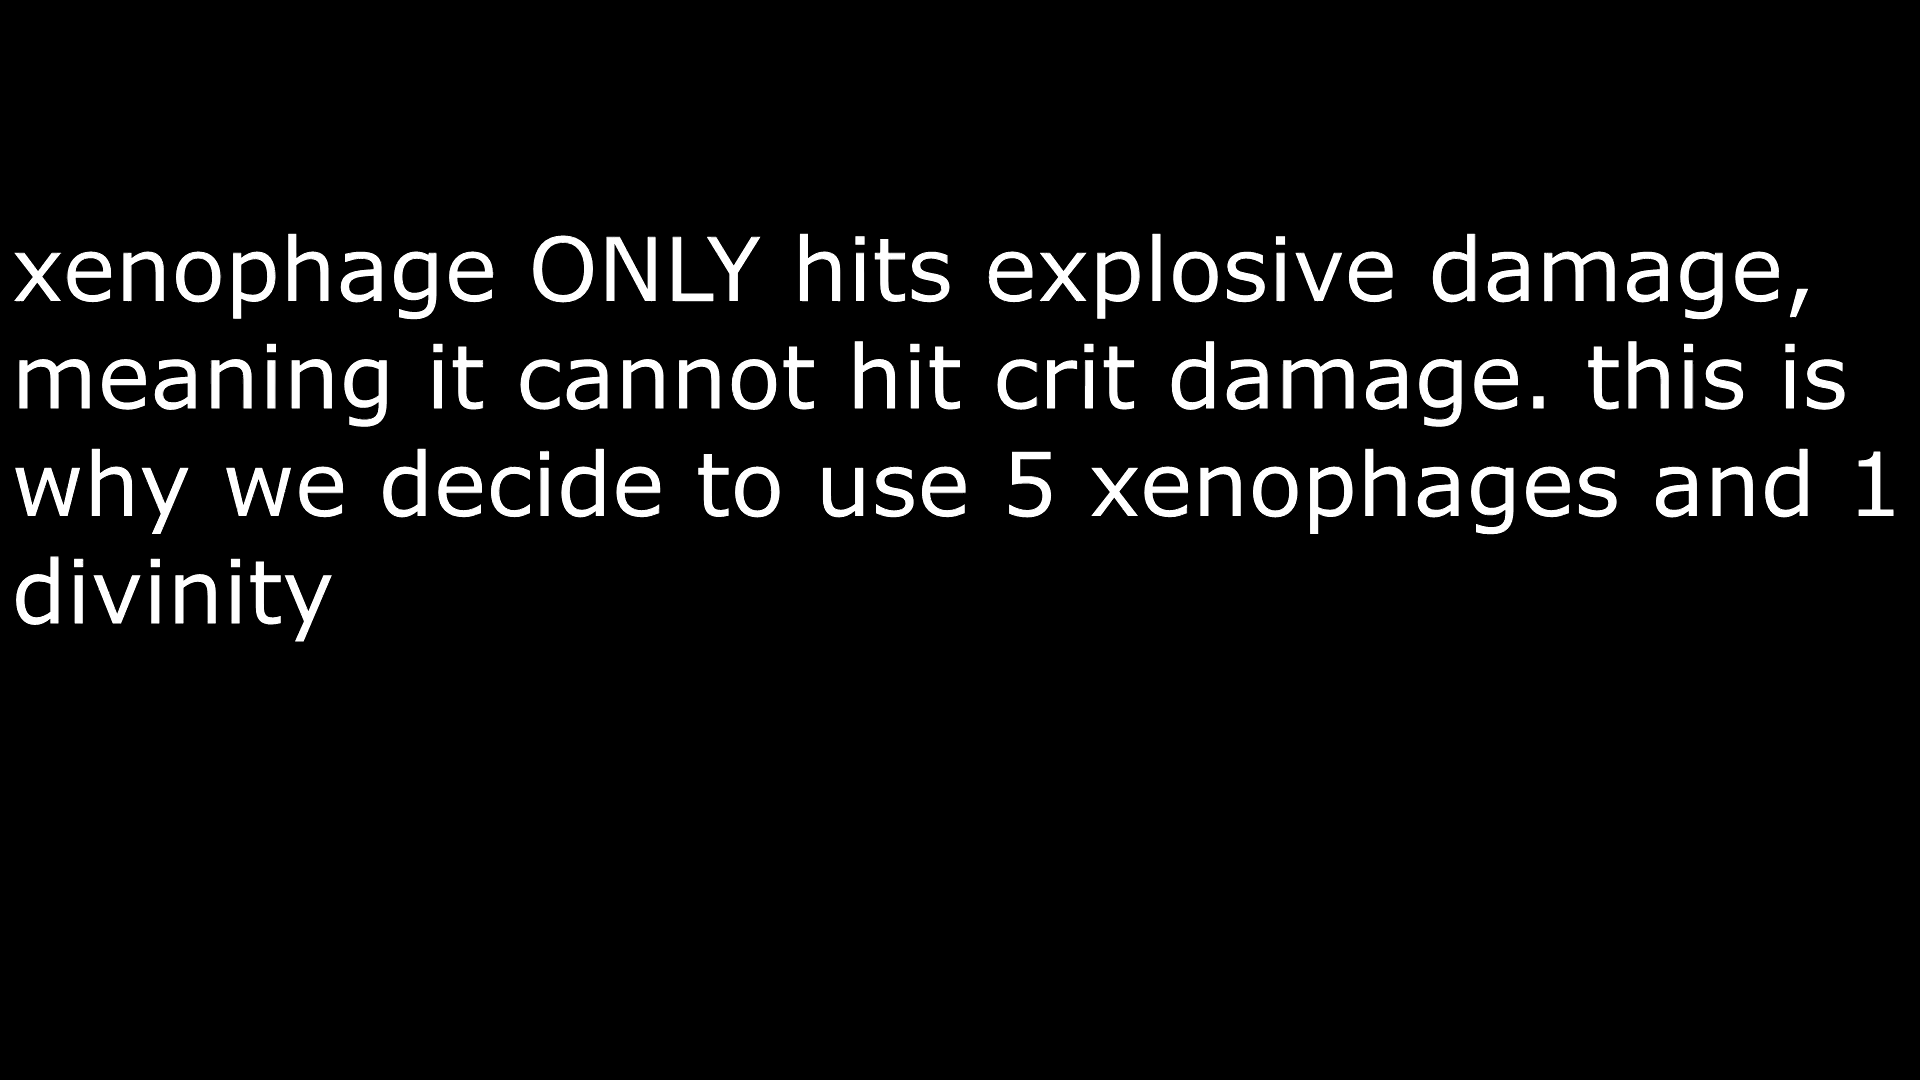 xenophage ONLY hits explosive damage,
meaning it cannot hit crit damage. this is
why we decide to use 5 xenophages and 1
divinity